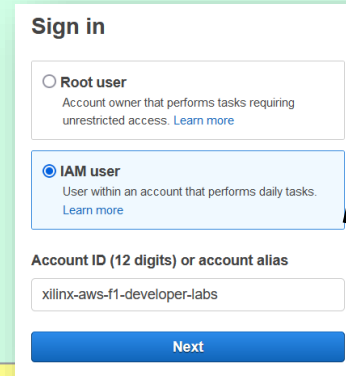 Sign in
Root user
Account owner that performs tasks requiring
unrestricted access. Learn more
IAM user
User within an account that performs daily tasks.
Learn more
Account ID (12 digits) or account alias
xilinx-aws-f1-developer-labs
Next